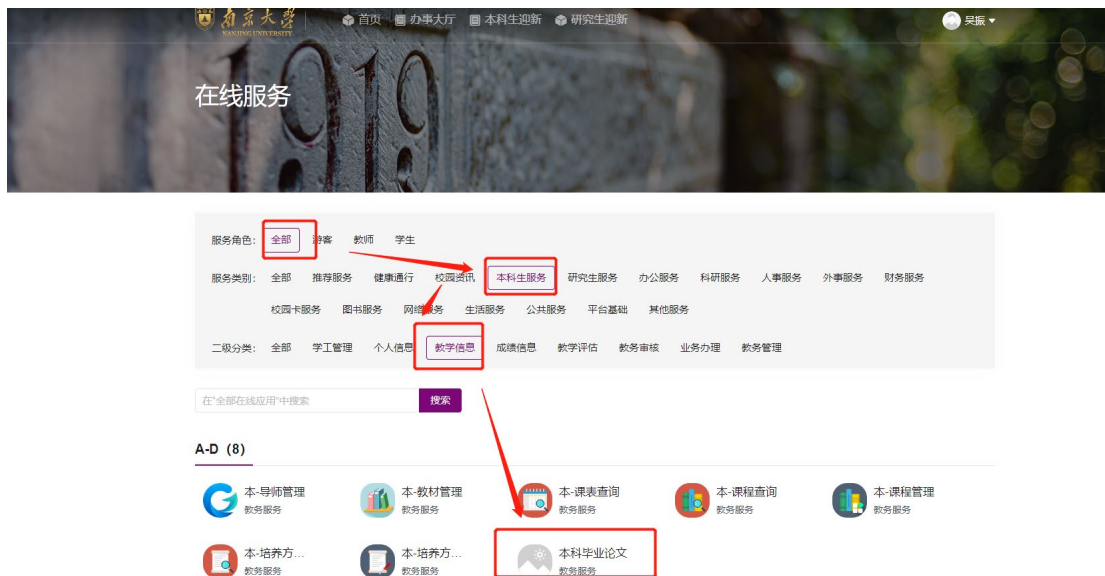 南京大学
NANJING UNIVERSITY
首页 办事大厅 本科生迎新 研究生迎新
吴振
在线服务
1919
服务角色: 全部 游客 教师 学生
服务类别: 全部 推荐服务 健康通行 校园资讯 本科生服务 研究生服务 办公服务 科研服务 人事服务 外事服务 财务服务
校园卡服务 图书服务 网络服务 生活服务 公共服务 平台基础 其他服务
二级分类: 全部 学工管理 个人信息 教学信息 成绩信息 教学评估 教务审核 业务办理 教务管理
在"全部在线应用"中搜索 搜索
A-D (8)
本-导师管理 本-教材管理 本-课表查询 本-课程查询 本-课程管理
教务服务 教务服务 教务服务 教务服务 教务服务
本-培养方... 本-培养方... 本科毕业论文
教务服务 教务服务 教务服务